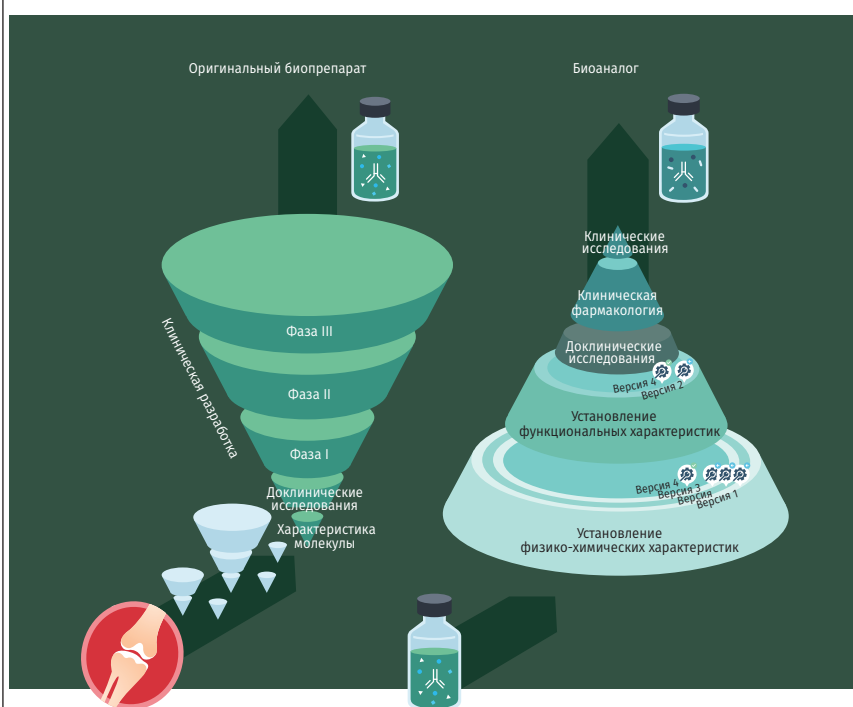 Оригинальный биопрепарат
Биоаналог
Клиническая разработка
Фаза III
Фаза II
Фаза I
Доклинические
исследования
Характеристика
молекулы
Клинические
исследования
Клиническая
фармакология
Доклинические
исследования
Версия 4
Версия 2
Установление
функциональных характеристик
Версия 4
Версия 3
Версия
Версия 1
Установление
физико-химических характеристик